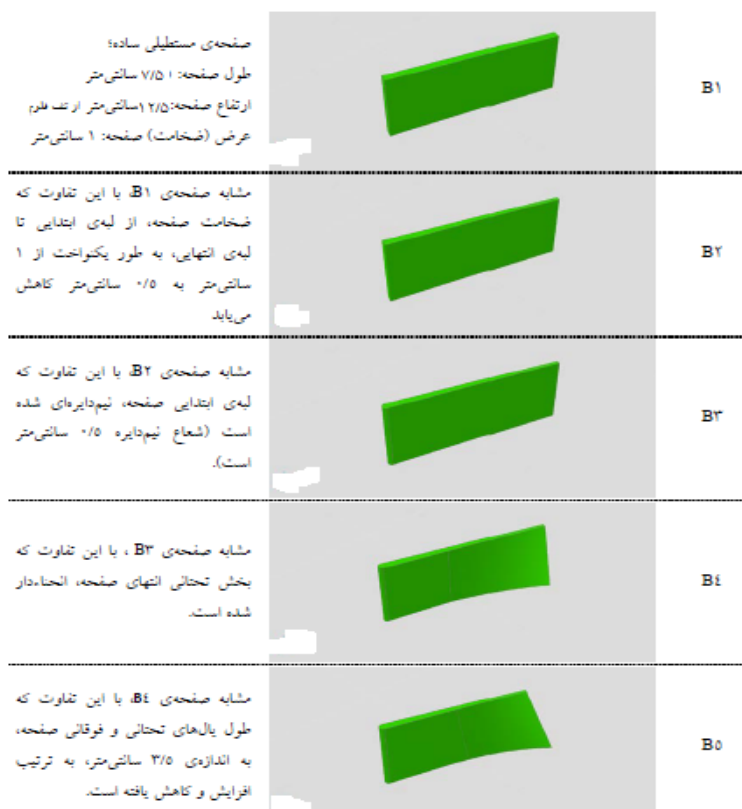 صفحه‌ی مستطیلی ساده؛
طول صفحه: ۷/۵۱ سانتی‌متر
ارتفاع صفحه: ۱۲/۵ سانتی‌متر از کف فلوم
عرض (ضخامت) صفحه: ۱ سانتی‌متر
B۱
مشابه صفحه‌ی B۱، با این تفاوت که
ضخامت صفحه، از لبه‌ی ابتدایی تا
لبه‌ی انتهایی، به طور یکنواخت از ۱
سانتی‌متر به ۰/۵ سانتی‌متر کاهش
می‌یابد
B۲
مشابه صفحه‌ی B۲، با این تفاوت که
لبه‌ی ابتدایی صفحه، نیم‌دایره‌ای شده
است (شعاع نیم‌دایره ۰/۵ سانتی‌متر
است).
B۳
مشابه صفحه‌ی B۳ ، با این تفاوت که
بخش تحتانی انتهای صفحه، انحناءدار
شده است.
B٤
مشابه صفحه‌ی B٤، با این تفاوت که
طول یال‌های تحتانی و فوقانی صفحه،
به اندازه‌ی ۳/۵ سانتی‌متر، به ترتیب
افزایش و کاهش یافته است.
B٥